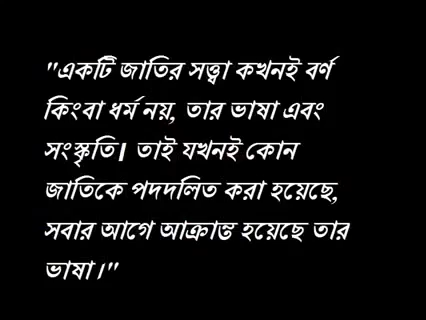 "একটি জাতির সত্ত্বা কখনই বর্ণ
কিংবা ধর্ম নয়, তার ভাষা এবং
সংস্কৃতি। তাই যখনই কোন
জাতিকে পদদলিত করা হয়েছে,
সবার আগে আক্রান্ত হয়েছে তার
ভাষা।"